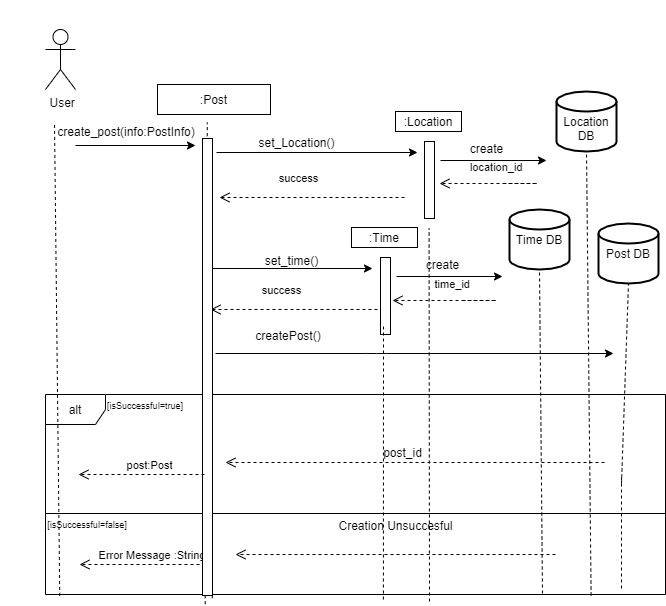 User
:Post
:Location
Location
DB
create_post(info:PostInfo)
set_Location()
create
location_id
success
:Time
Time DB
Post DB
set_time()
create
time_id
success
createPost()
alt
[isSuccessful=true]
post_id
post:Post
[isSuccessful=false]
Creation Unsuccesful
Error Message :String